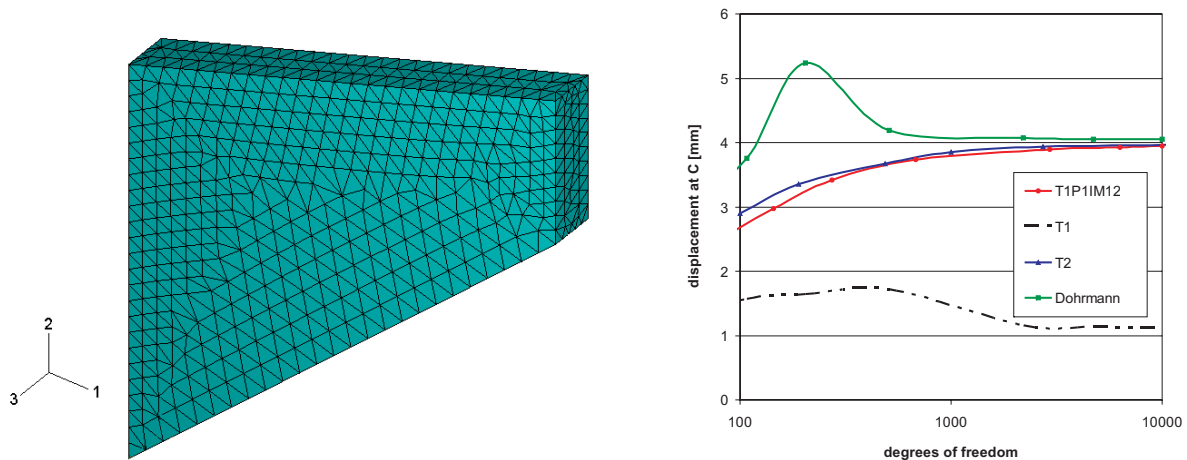 2
3
1
6
5
4
3
2
1
0
displacement at C [mm]
T1P1IM12
T1
T2
Dohrmann
100
1000
10000
degrees of freedom